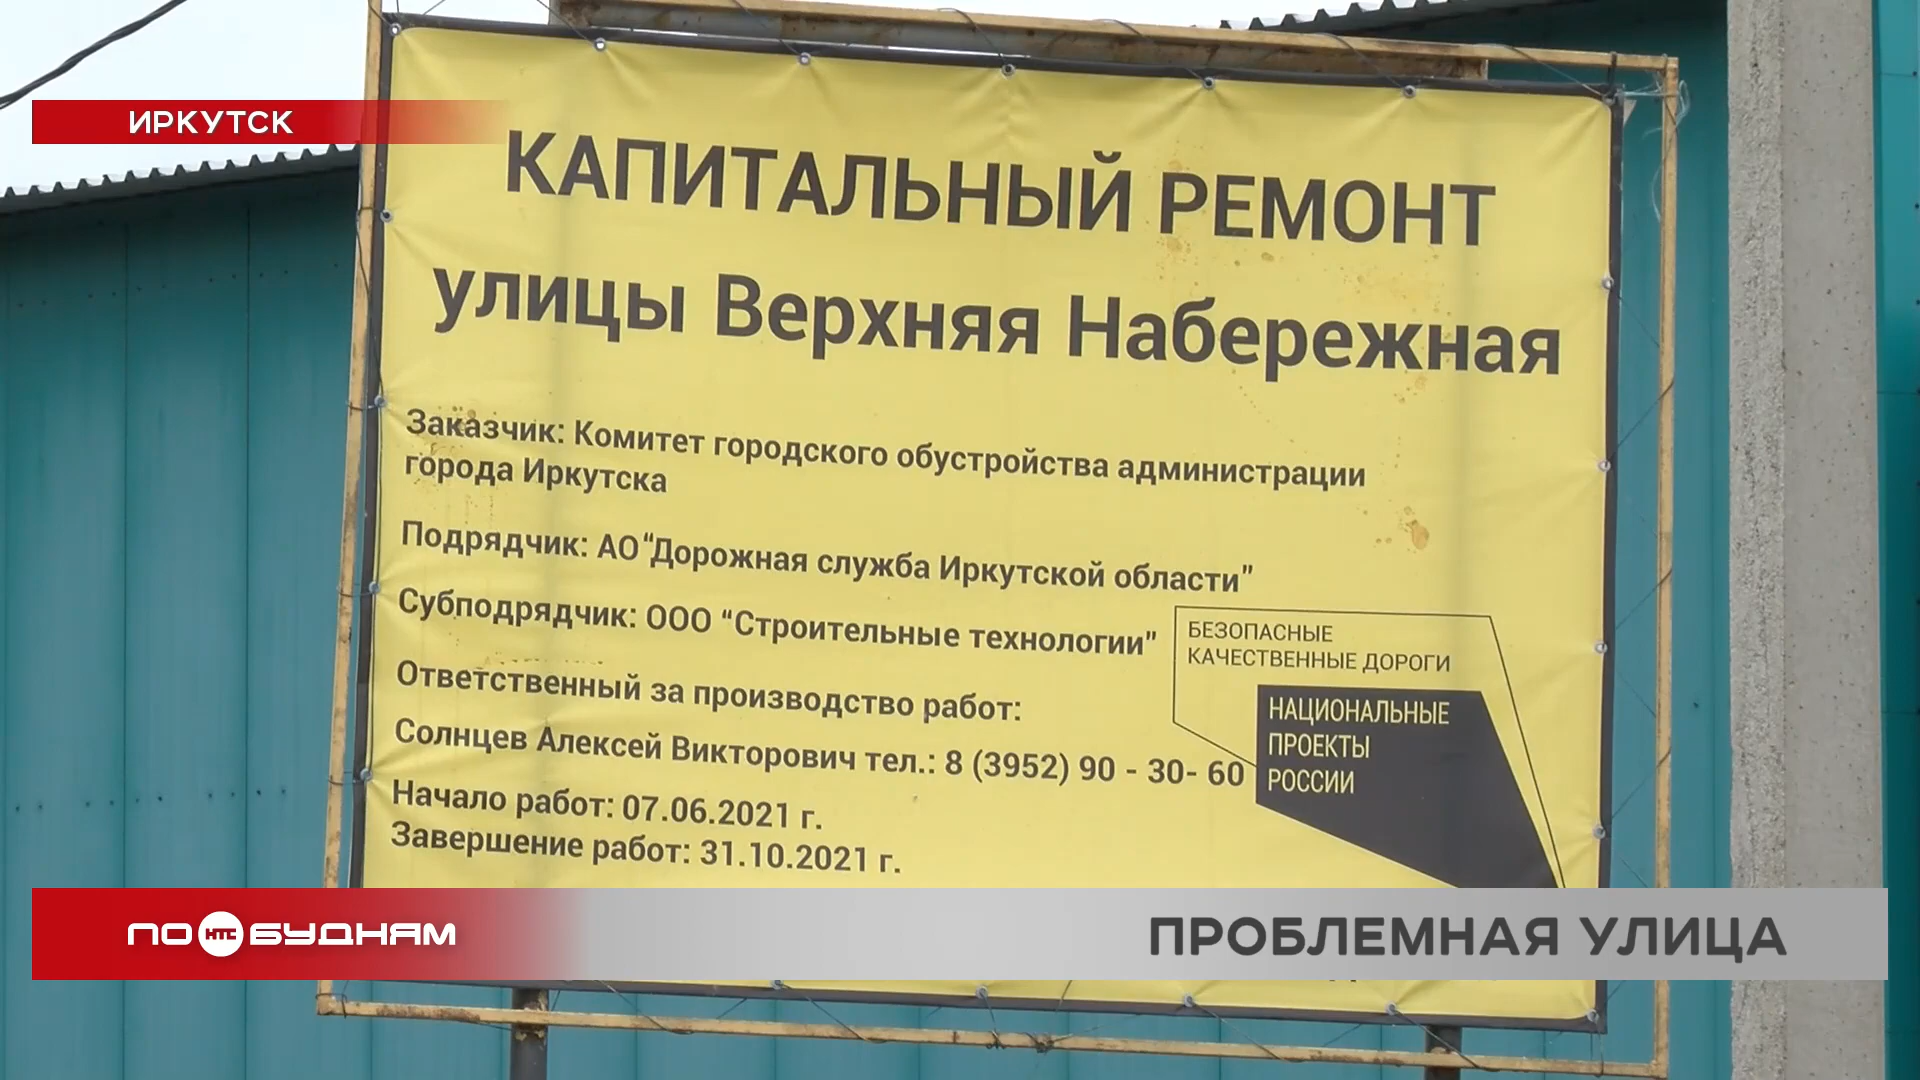 ИРКУТСК
КАПИТАЛЬНЫЙ РЕМОНТ
улицы Верхняя Набережная
Заказчик: Комитет городского обустройства администрации
города Иркутска
Подрядчик: АО “Дорожная служба Иркутской области”
Субподрядчик: ООО “Строительные технологии”
Ответственный за производство работ:
Солнцев Алексей Викторович тел.: 8 (3952) 90 - 30- 60
Начало работ: 07.06.2021 г.
Завершение работ: 31.10.2021 г.
БЕЗОПАСНЫЕ
КАЧЕСТВЕННЫЕ ДОРОГИ
НАЦИОНАЛЬНЫЕ
ПРОЕКТЫ
РОССИИ
ПО НТС БУДНЯМ
ПРОБЛЕМНАЯ УЛИЦА